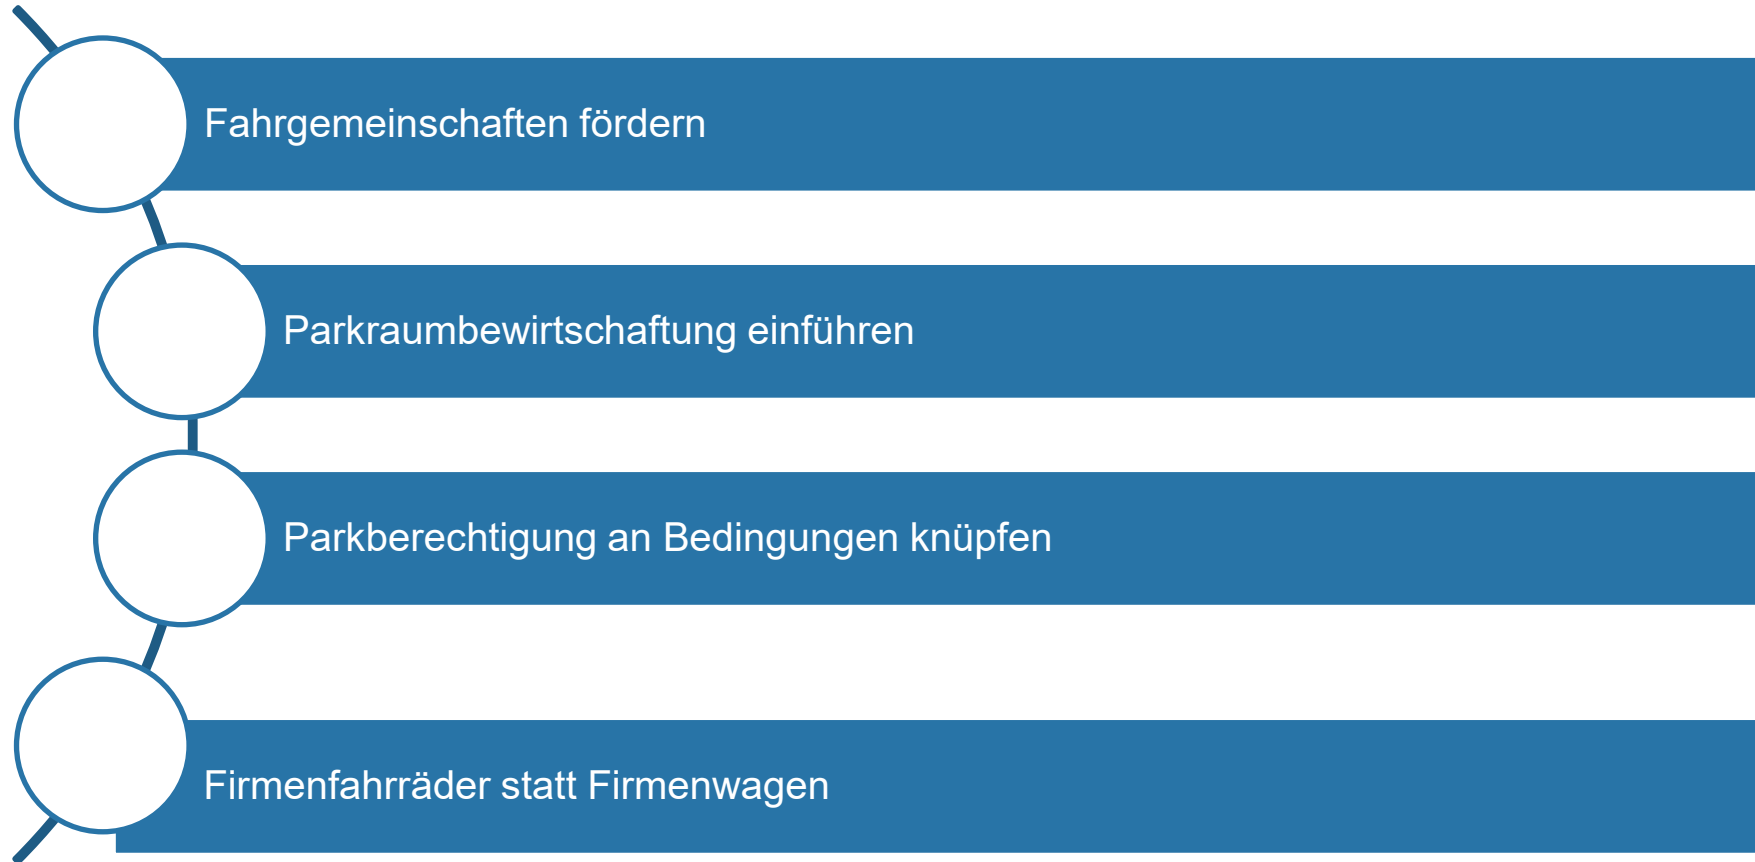 Fahrgemeinschaften fördern
Parkraumbewirtschaftung einführen
Parkberechtigung an Bedingungen knüpfen
Firmenfahrräder statt Firmenwagen